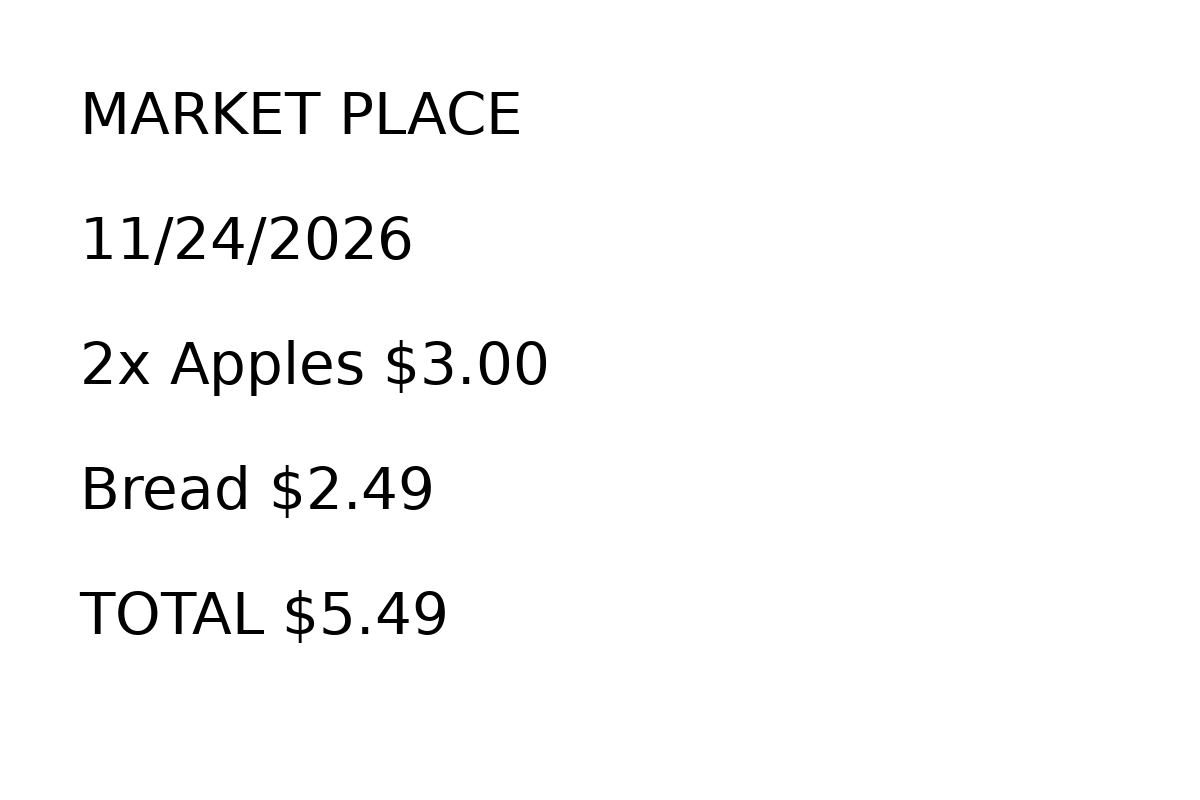 MARKET PLACE
11/24/2026
2x Apples $3.00
Bread $2.49
TOTAL $5.49